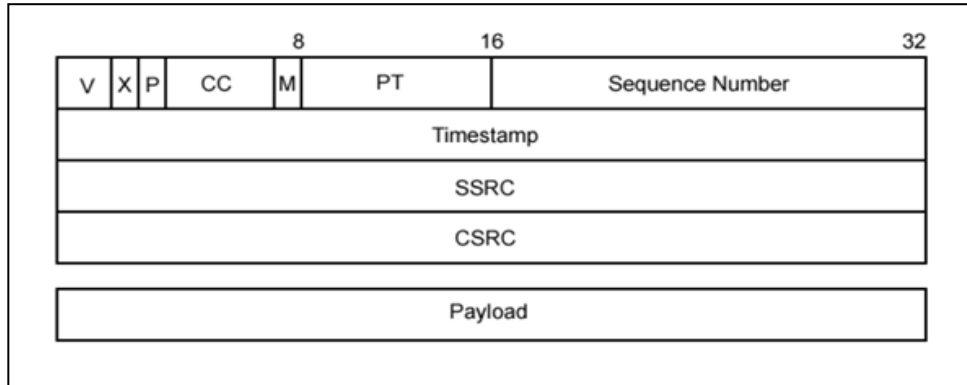 8 16 32
V X P CC M PT Sequence Number
Timestamp
SSRC
CSRC
Payload